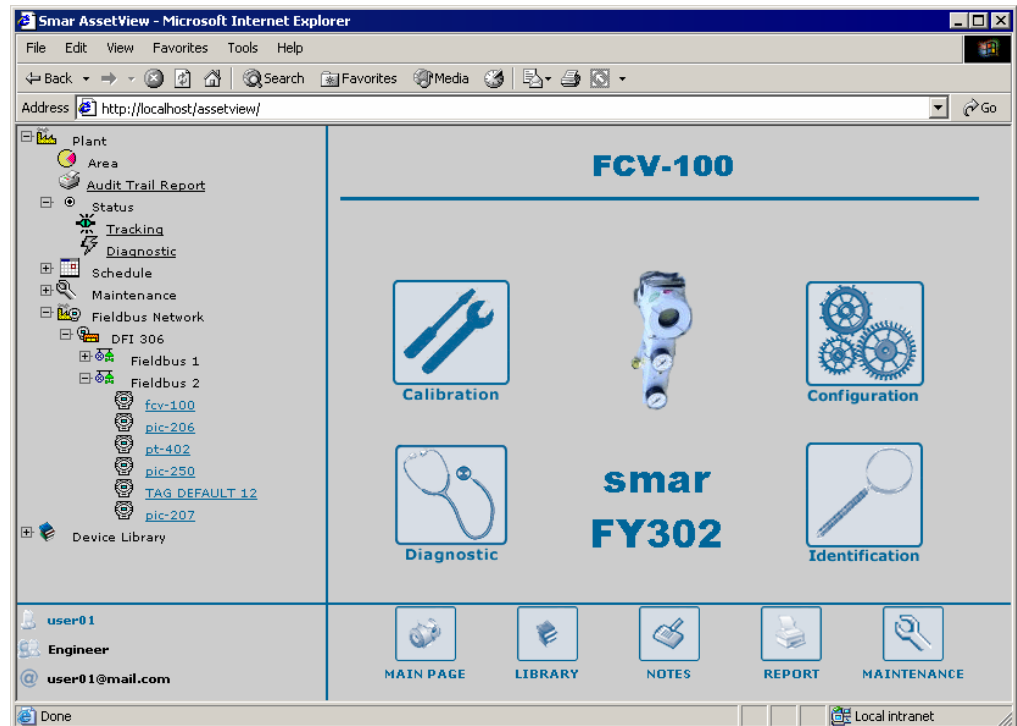 Smar AssetView - Microsoft Internet Explorer
File Edit View Favorites Tools Help
Back Search Favorites Media
Address http://localhost/assetview/ Go
Plant
Area
Audit Trail Report
Status
Tracking
Diagnostic
Schedule
Maintenance
Fieldbus Network
DFI 306
Fieldbus 1
Fieldbus 2
fcv-100
pic-206
pt-402
pic-250
TAG DEFAULT 12
pic-207
Device Library
user01
Engineer
user01@mail.com
FCV-100
Calibration
Configuration
smar
FY302
Diagnostic
Identification
MAIN PAGE LIBRARY NOTES REPORT MAINTENANCE
Done Local intranet